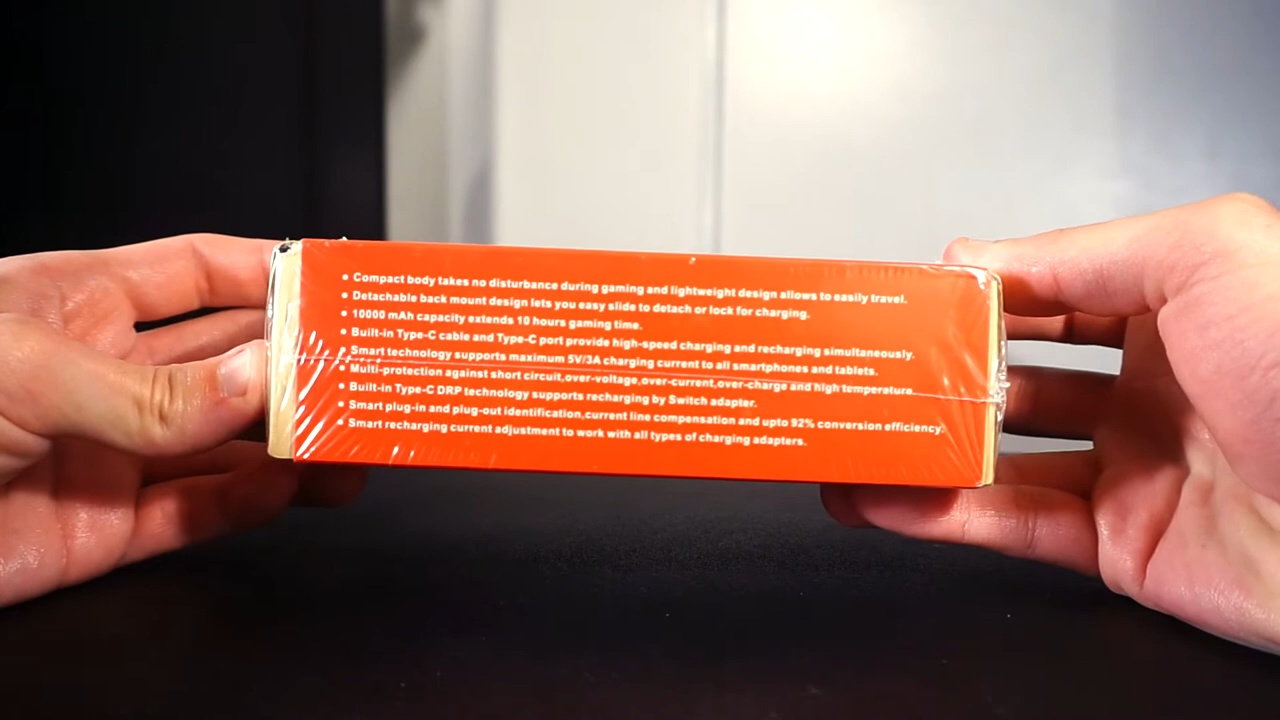 • Compact body takes no disturbance during gaming and lightweight design allows to easily travel.
• Detachable back mount design lets you easy slide to detach or lock for charging.
• 10000 mAh capacity extends 10 hours gaming time.
• Built-in Type-C cable and Type-C port provide high-speed charging and recharging simultaneously.
• Smart technology supports maximum 5V/3A charging current to all smartphones and tablets.
• Multi-protection against short circuit,over-voltage,over-current,over-charge and high temperature.
• Built-in Type-C DRP technology supports recharging by Switch adapter.
• Smart plug-in and plug-out identification,current line compensation and upto 92% conversion efficiency.
• Smart recharging current adjustment to work with all types of charging adapters.